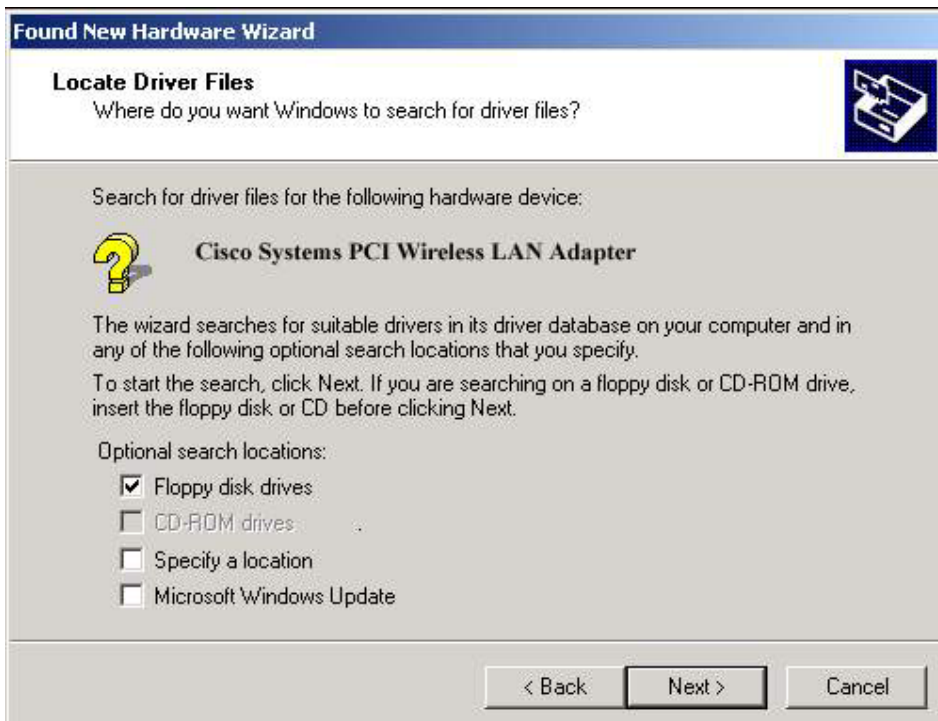 Found New Hardware Wizard
Locate Driver Files
Where do you want Windows to search for driver files?
Search for driver files for the following hardware device:
Cisco Systems PCI Wireless LAN Adapter
The wizard searches for suitable drivers in its driver database on your computer and in
any of the following optional search locations that you specify.
To start the search, click Next. If you are searching on a floppy disk or CD-ROM drive,
insert the floppy disk or CD before clicking Next.
Optional search locations:
Floppy disk drives
CD-ROM drives
Specify a location
Microsoft Windows Update
< Back
Next >
Cancel